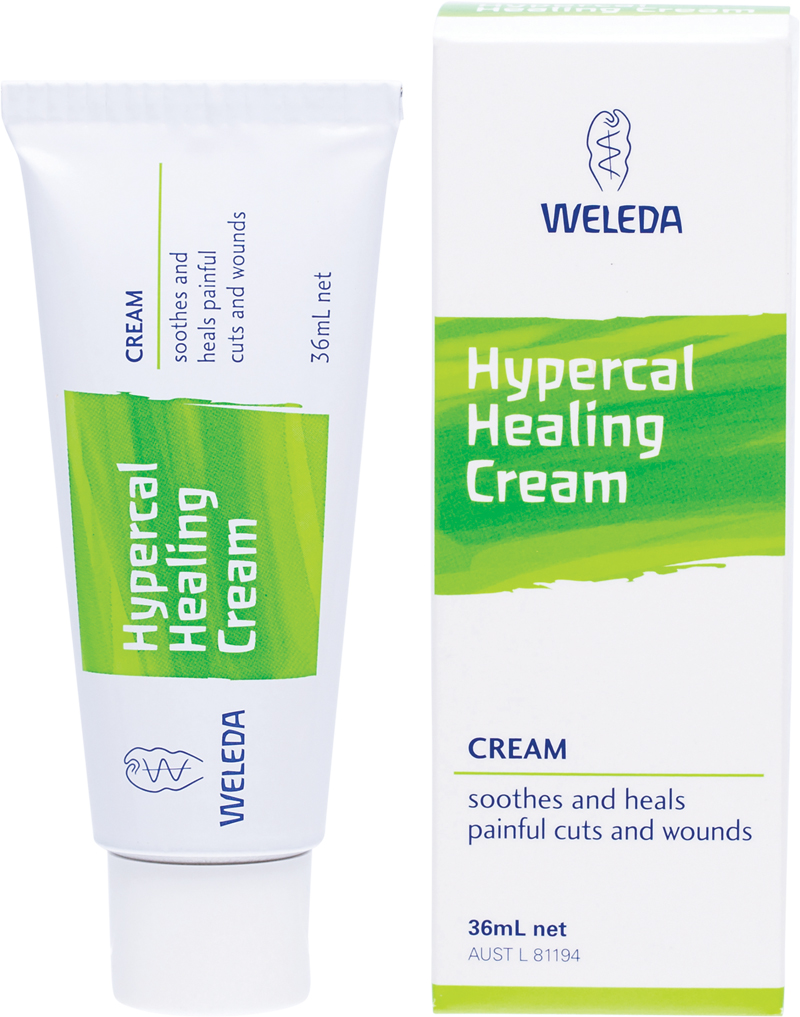 CREAM
soothes and
heals painful
cuts and wounds
36mL net
Hypercal
Healing
Cream
WELEDA
Healing Cream
WELEDA
Hypercal
Healing
Cream
CREAM
soothes and heals
painful cuts and wounds
36mL net
AUST L 81194